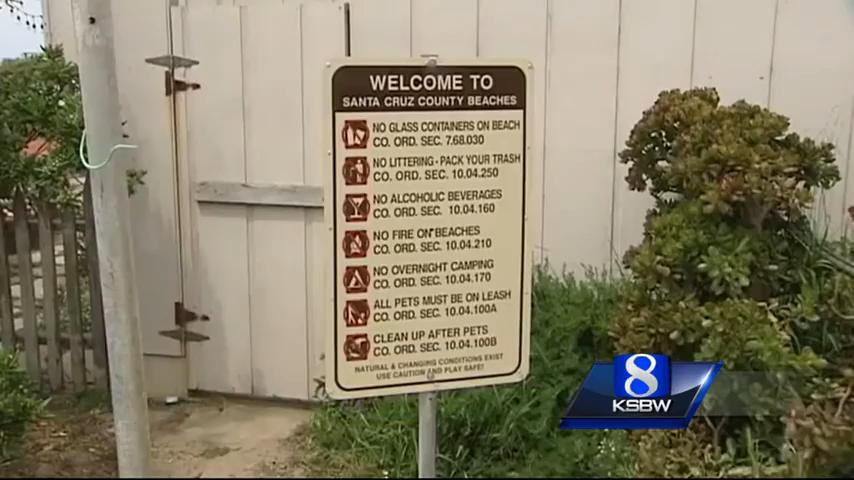 WELCOME TO
SANTA CRUZ COUNTY BEACHES
NO GLASS CONTAINERS ON BEACH
CO. ORD. SEC. 7.68.030
NO LITTERING - PACK YOUR TRASH
CO. ORD. SEC. 10.04.250
NO ALCOHOLIC BEVERAGES
CO. ORD. SEC. 10.04.160
NO FIRE ON BEACHES
CO. ORD. SEC. 10.04.210
NO OVERNIGHT CAMPING
CO. ORD. SEC. 10.04.170
ALL PETS MUST BE ON LEASH
CO. ORD. SEC. 10.04.100A
CLEAN UP AFTER PETS
CO. ORD. SEC. 10.04.100B
NATURAL & CHANGING CONDITIONS EXIST
USE CAUTION AND PLAY SAFE!
8
KSBW